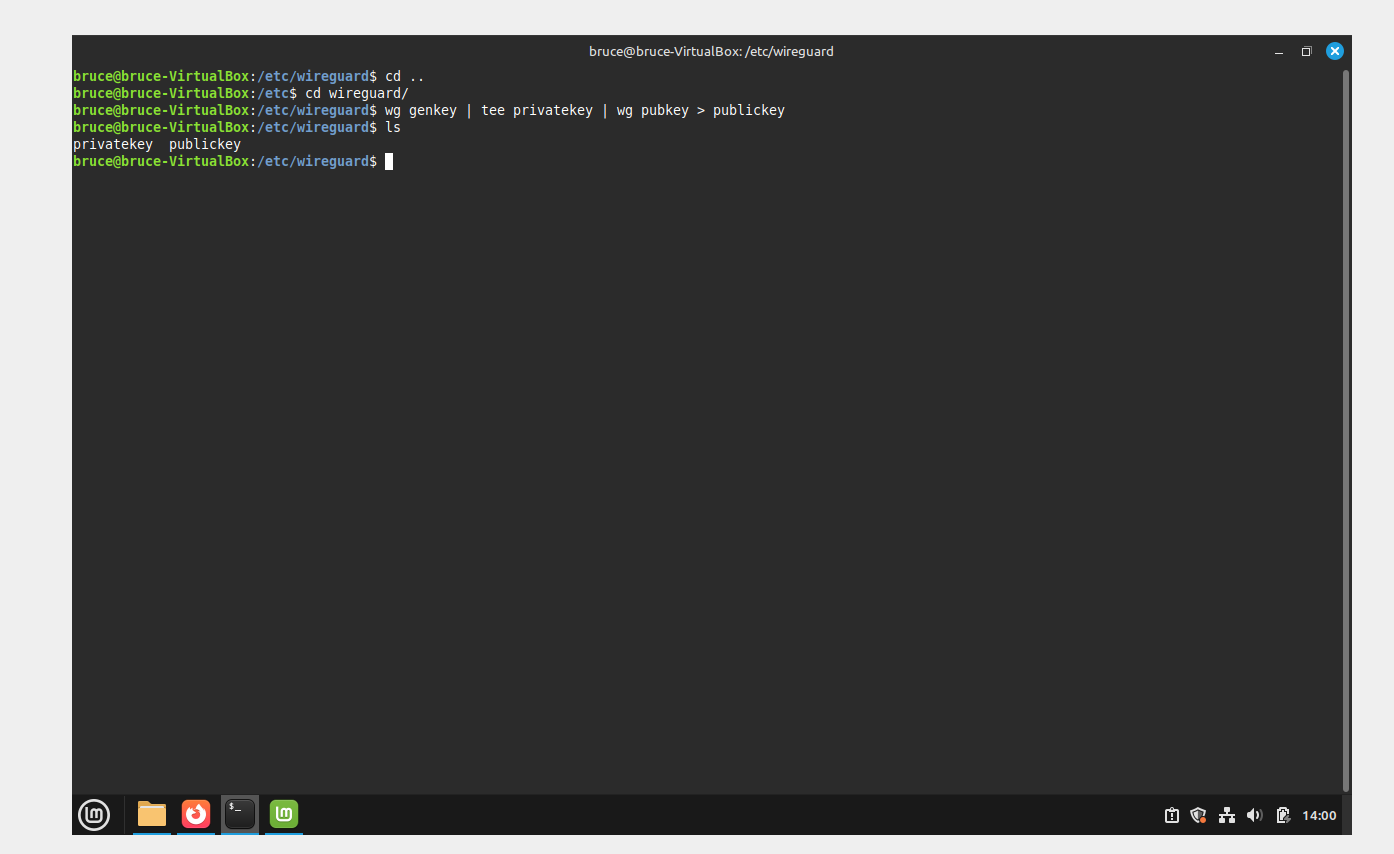 bruce@bruce-VirtualBox: /etc/wireguard
bruce@bruce-VirtualBox:/etc/wireguard$ cd ..
bruce@bruce-VirtualBox:/etc$ cd wireguard/
bruce@bruce-VirtualBox:/etc/wireguard$ wg genkey | tee privatekey | wg pubkey > publickey
bruce@bruce-VirtualBox:/etc/wireguard$ ls
privatekey  publickey
bruce@bruce-VirtualBox:/etc/wireguard$
$_
14:00